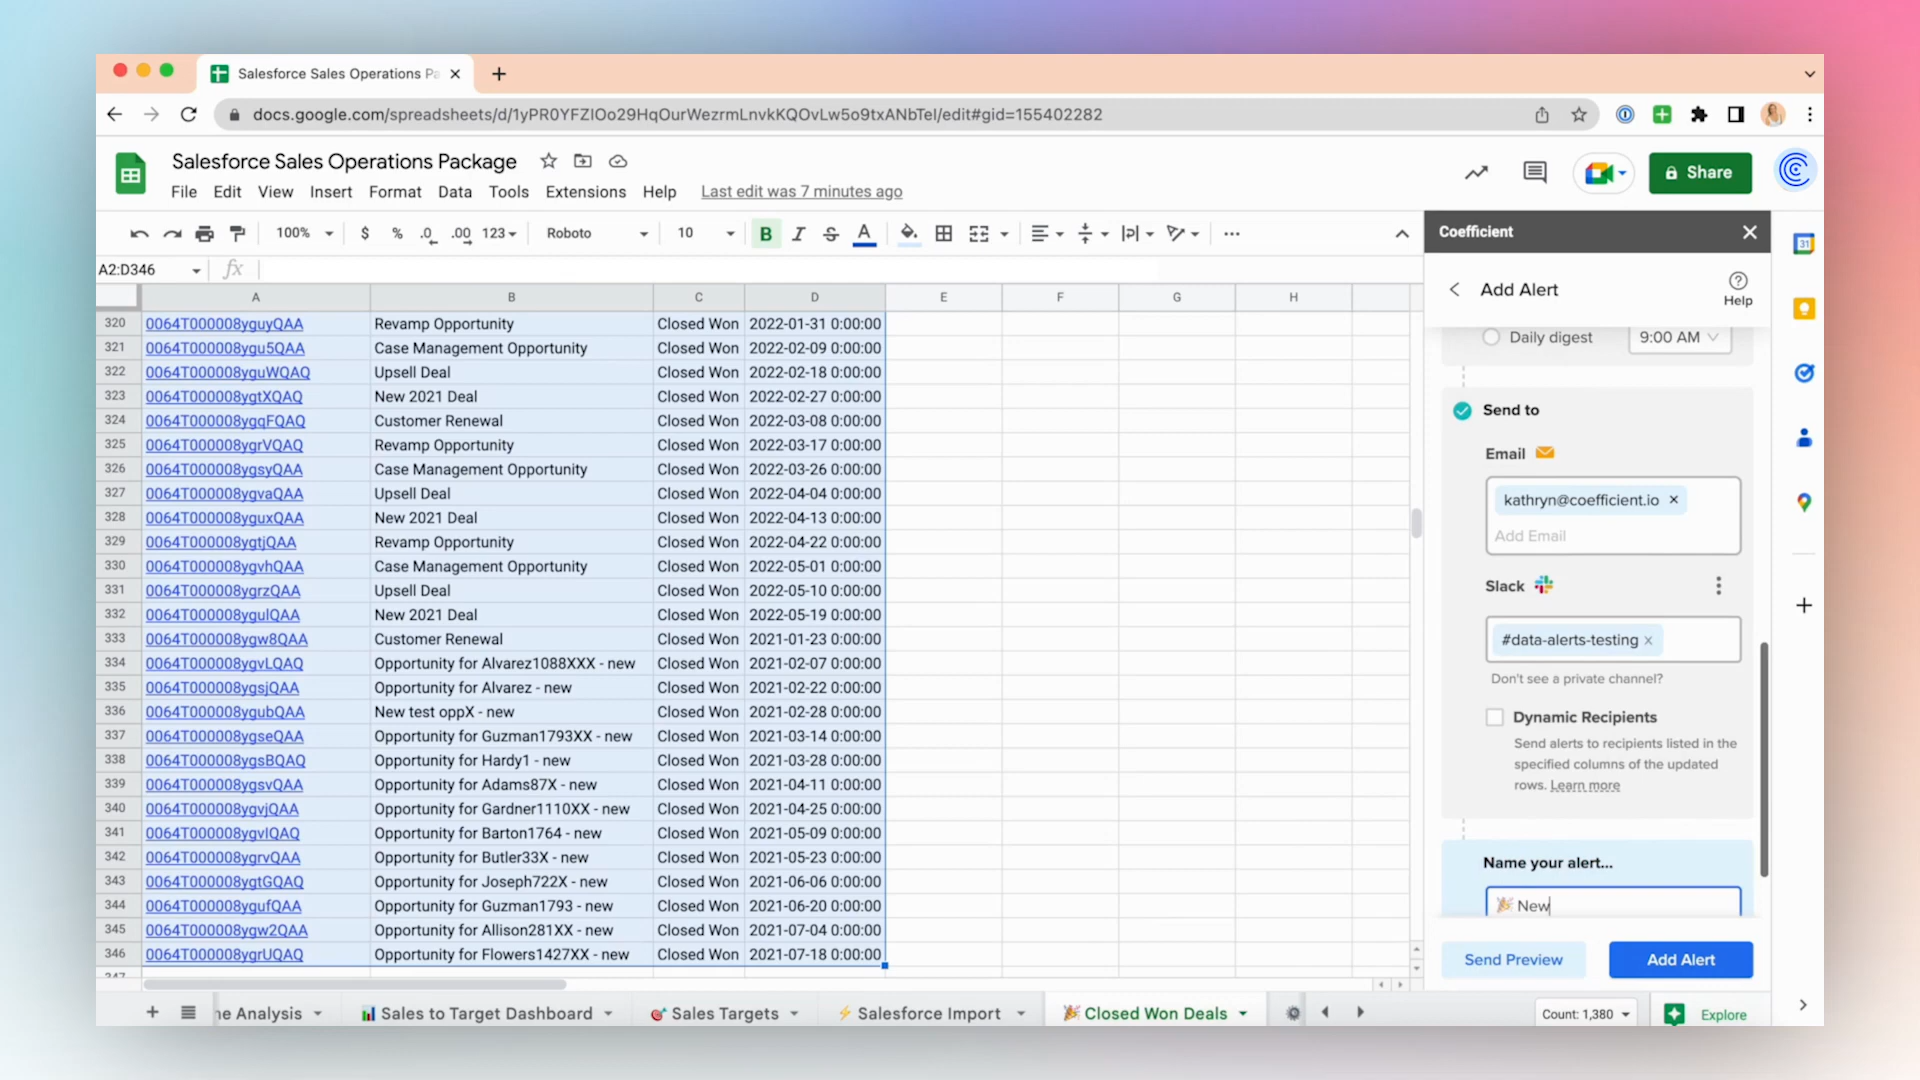 Salesforce Sales Operations Pa
docs.google.com/spreadsheets/d/1yPR0YFZIOo29HqOurWezrmLnvkKQOvLw5o9txANbTeI/edit#gid=155402282
Salesforce Sales Operations Package
File Edit View Insert Format Data Tools Extensions Help Last edit was 7 minutes ago
Share
100% $ % .0 .00 123 Roboto 10 B I S A
A2:D346 fx
A B C D E F G H
320 0064T000008yguyQAA Revamp Opportunity Closed Won 2022-01-31 0:00:00
321 0064T000008ygu5QAA Case Management Opportunity Closed Won 2022-02-09 0:00:00
322 0064T000008yguWQAQ Upsell Deal Closed Won 2022-02-18 0:00:00
323 0064T000008ygtXQAQ New 2021 Deal Closed Won 2022-02-27 0:00:00
324 0064T000008ygqFQAQ Customer Renewal Closed Won 2022-03-08 0:00:00
325 0064T000008ygrVQAQ Revamp Opportunity Closed Won 2022-03-17 0:00:00
326 0064T000008ygsyQAA Case Management Opportunity Closed Won 2022-03-26 0:00:00
327 0064T000008ygvaQAA Upsell Deal Closed Won 2022-04-04 0:00:00
328 0064T000008yguxQAA New 2021 Deal Closed Won 2022-04-13 0:00:00
329 0064T000008ygtjQAA Revamp Opportunity Closed Won 2022-04-22 0:00:00
330 0064T000008ygvhQAA Case Management Opportunity Closed Won 2022-05-01 0:00:00
331 0064T000008ygrzQAA Upsell Deal Closed Won 2022-05-10 0:00:00
332 0064T000008ygulQAA New 2021 Deal Closed Won 2022-05-19 0:00:00
333 0064T000008ygw8QAA Customer Renewal Closed Won 2021-01-23 0:00:00
334 0064T000008ygvLQAQ Opportunity for Alvarez1088XXX - new Closed Won 2021-02-07 0:00:00
335 0064T000008ygsjQAA Opportunity for Alvarez - new Closed Won 2021-02-22 0:00:00
336 0064T000008ygubQAA New test oppX - new Closed Won 2021-02-28 0:00:00
337 0064T000008ygseQAA Opportunity for Guzman1793XX - new Closed Won 2021-03-14 0:00:00
338 0064T000008ygsBQAQ Opportunity for Hardy1 - new Closed Won 2021-03-28 0:00:00
339 0064T000008ygsvQAA Opportunity for Adams87X - new Closed Won 2021-04-11 0:00:00
340 0064T000008ygvjQAA Opportunity for Gardner1110XX - new Closed Won 2021-04-25 0:00:00
341 0064T000008ygvIQAQ Opportunity for Barton1764 - new Closed Won 2021-05-09 0:00:00
342 0064T000008ygrvQAA Opportunity for Butler33X - new Closed Won 2021-05-23 0:00:00
343 0064T000008ygtGQAQ Opportunity for Joseph722X - new Closed Won 2021-06-06 0:00:00
344 0064T000008ygufQAA Opportunity for Guzman1793 - new Closed Won 2021-06-20 0:00:00
345 0064T000008ygw2QAA Opportunity for Allison281XX - new Closed Won 2021-07-04 0:00:00
346 0064T000008ygrUQAQ Opportunity for Flowers1427XX - new Closed Won 2021-07-18 0:00:00
Coefficient
Add Alert
Help
Daily digest 9:00 AM
Send to
Email
kathryn@coefficient.io
Add Email
Slack
#data-alerts-testing
Don't see a private channel?
Dynamic Recipients
Send alerts to recipients listed in the
specified columns of the updated
rows. Learn more
Name your alert...
🎉 New
Send Preview Add Alert
31
ne Analysis 📊 Sales to Target Dashboard 🎯 Sales Targets ⚡ Salesforce Import 🎉 Closed Won Deals Count: 1,380 Explore